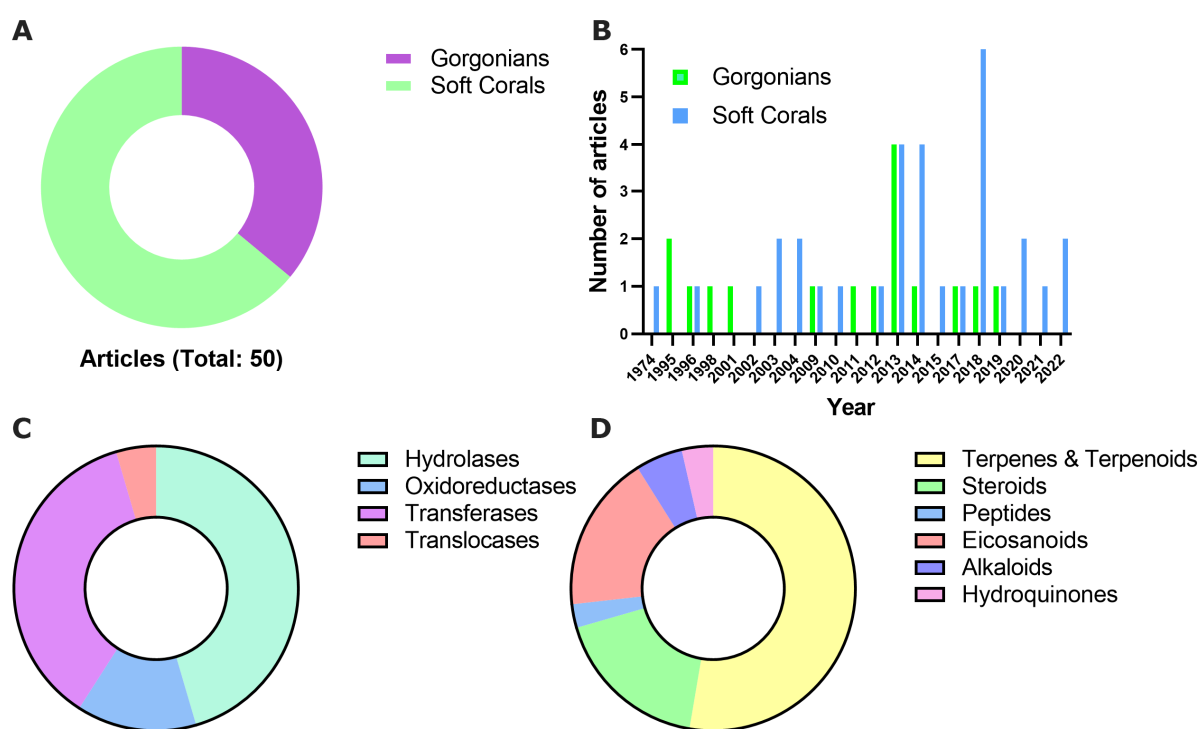 A
Gorgonians
Soft Corals
Articles (Total: 50)
B
Number of articles
6
5
4
3
2
1
0
Gorgonians
Soft Corals
1974
1995
1996
1998
2001
2002
2003
2004
2009
2010
2011
2012
2013
2014
2015
2017
2018
2019
2020
2021
2022
Year
C
Hydrolases
Oxidoreductases
Transferases
Translocases
D
Terpenes & Terpenoids
Steroids
Peptides
Eicosanoids
Alkaloids
Hydroquinones